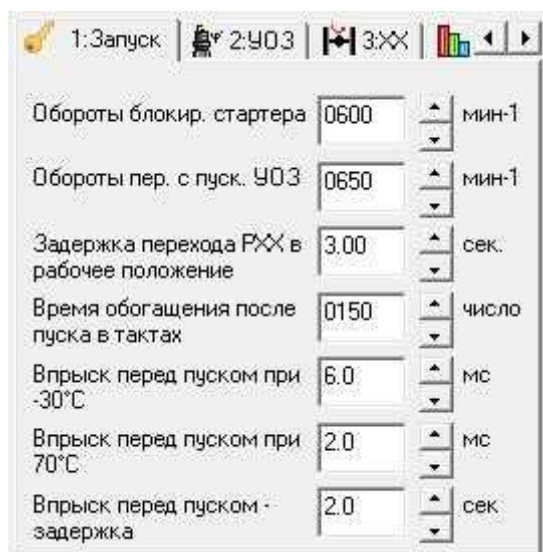 1:Запуск 2:УОЗ 3:ХХ
Обороты блокир. стартера 0600 мин-1
Обороты пер. с пуск. УОЗ 0650 мин-1
Задержка перехода РХХ в 3.00 сек.
рабочее положение
Время обогащения после 0150 число
пуска в тактах
Впрыск перед пуском при 6.0 мс
-30°C
Впрыск перед пуском при 2.0 мс
70°C
Впрыск перед пуском - 2.0 сек
задержка